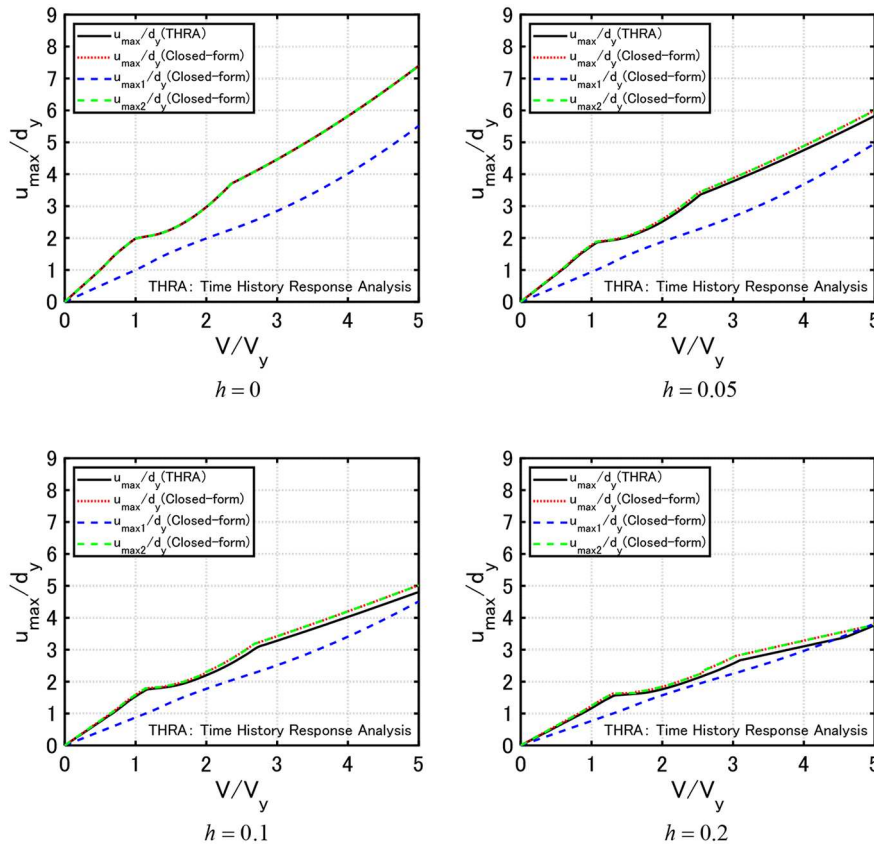 u_max/d_y(THRA)
u_max/d_y(Closed-form)
u_max1/d_y(Closed-form)
u_max2/d_y(Closed-form)
u_max/d_y
9
8
7
6
5
4
3
2
1
0
THRA: Time History Response Analysis
0 1 2 3 4 5
V/V_y
h = 0
u_max/d_y(THRA)
u_max/d_y(Closed-form)
u_max1/d_y(Closed-form)
u_max2/d_y(Closed-form)
u_max/d_y
9
8
7
6
5
4
3
2
1
0
THRA: Time History Response Analysis
0 1 2 3 4 5
V/V_y
h = 0.05
u_max/d_y(THRA)
u_max/d_y(Closed-form)
u_max1/d_y(Closed-form)
u_max2/d_y(Closed-form)
u_max/d_y
9
8
7
6
5
4
3
2
1
0
THRA: Time History Response Analysis
0 1 2 3 4 5
V/V_y
h = 0.1
u_max/d_y(THRA)
u_max/d_y(Closed-form)
u_max1/d_y(Closed-form)
u_max2/d_y(Closed-form)
u_max/d_y
9
8
7
6
5
4
3
2
1
0
THRA: Time History Response Analysis
0 1 2 3 4 5
V/V_y
h = 0.2